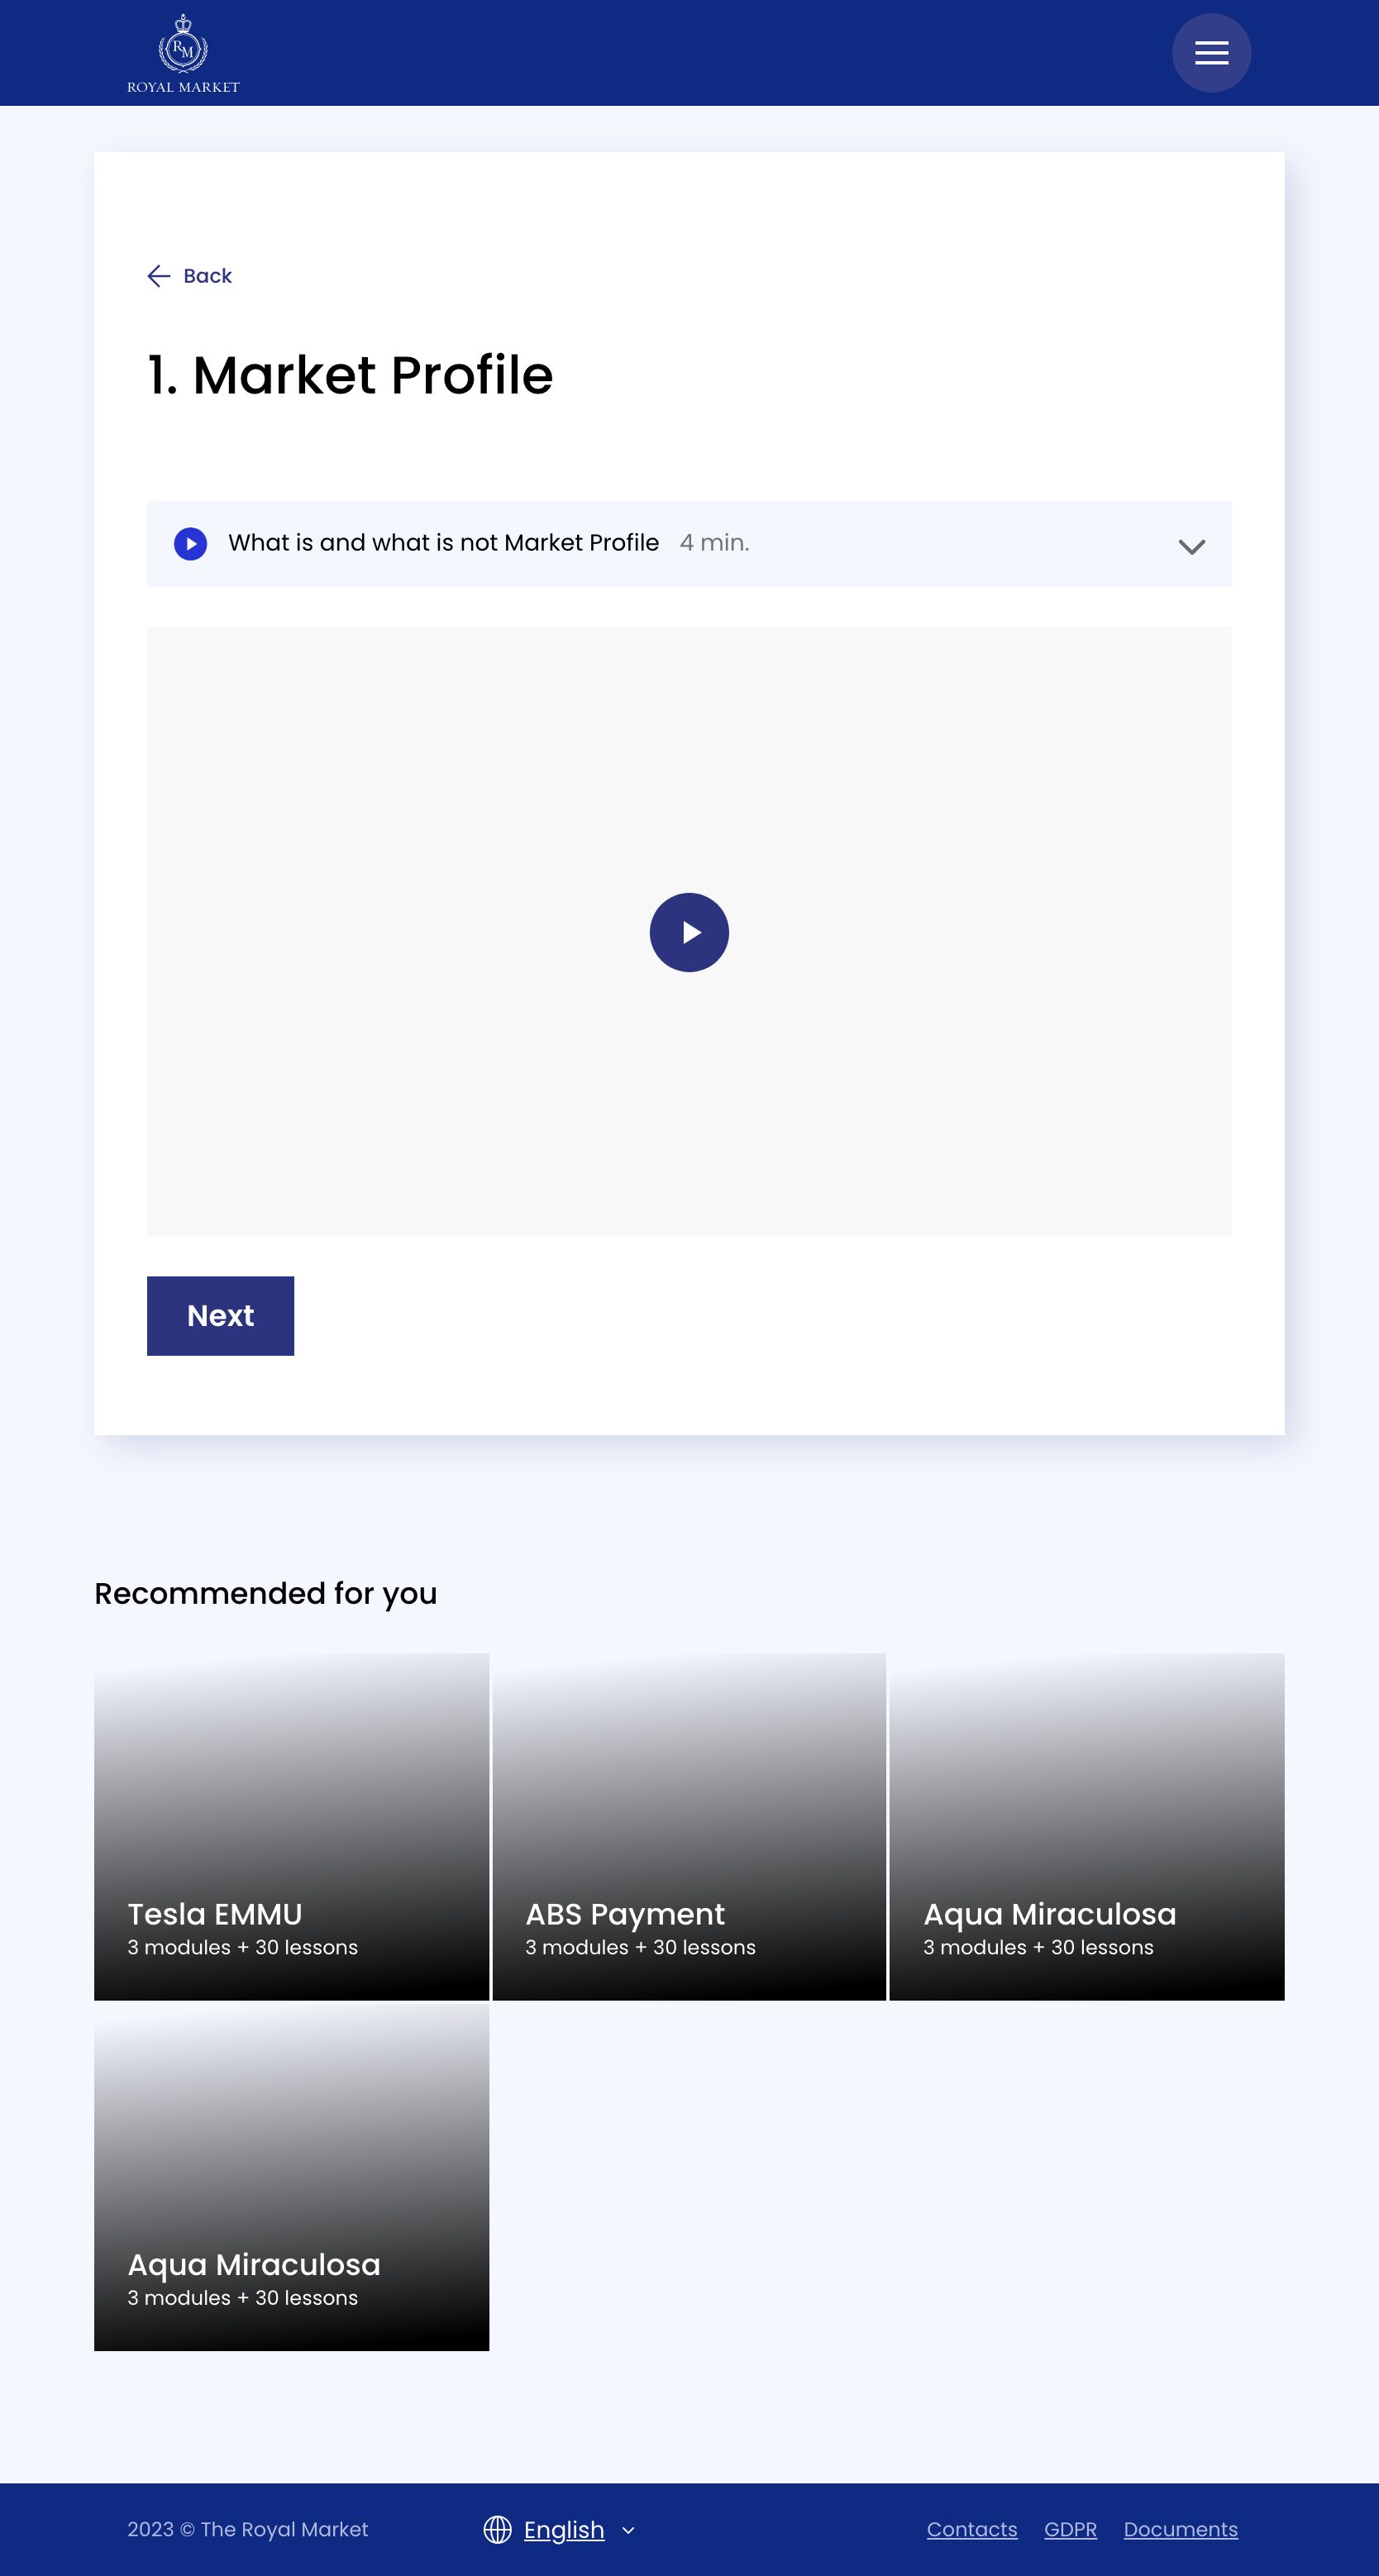 RM
ROYAL MARKET
Back
1. Market Profile
What is and what is not Market Profile 4 min.
Next
Recommended for you
Tesla EMMU
3 modules + 30 lessons
ABS Payment
3 modules + 30 lessons
Aqua Miraculosa
3 modules + 30 lessons
Aqua Miraculosa
3 modules + 30 lessons
2023 © The Royal Market
English
Contacts GDPR Documents